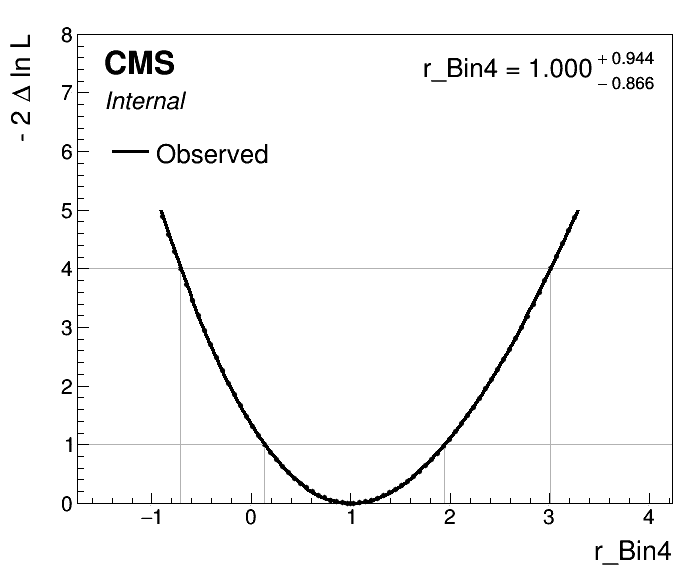 - 2 Δ ln L
8
7
6
5
4
3
2
1
0
CMS
Internal
r_Bin4 = 1.000 + 0.944 − 0.866
Observed
−1 0 1 2 3 4
r_Bin4